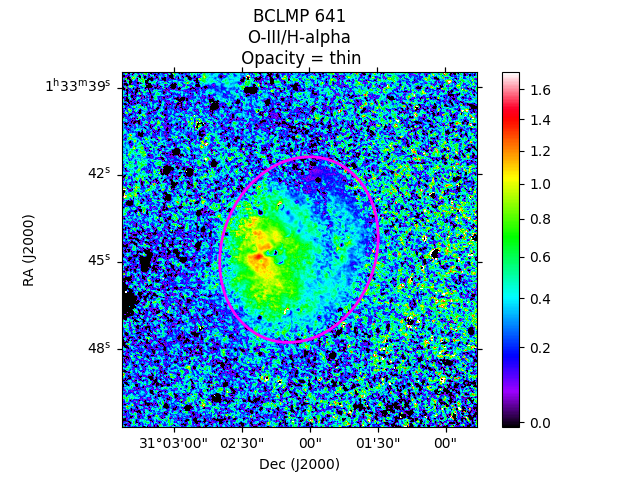 BCLMP 641
O-III/H-alpha
Opacity = thin
1h33m39s
42s
45s
48s
RA (J2000)
31°03'00" 02'30" 00" 01'30" 00"
Dec (J2000)
1.6
1.4
1.2
1.0
0.8
0.6
0.4
0.2
0.0